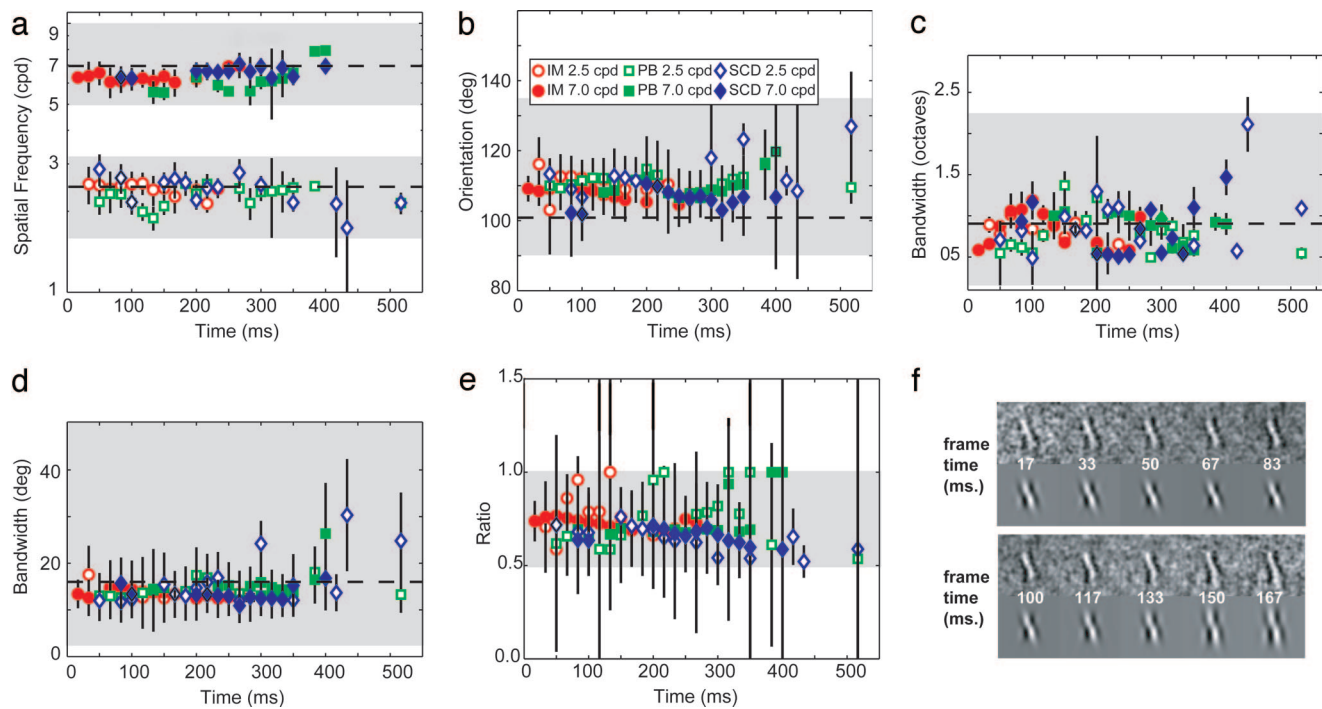 a
9
7
5
3
1
Spatial Frequency (cpd)
0 100 200 300 400 500
Time (ms)
b
160
140
120
100
80
Orientation (deg)
IM 2.5 cpd PB 2.5 cpd SCD 2.5 cpd
IM 7.0 cpd PB 7.0 cpd SCD 7.0 cpd
0 100 200 300 400 500
Time (ms)
c
2.5
1.5
05
Bandwidth (octaves)
0 100 200 300 400 500
Time (ms)
d
40
20
0
Bandwidth (deg)
0 100 200 300 400 500
Time (ms)
e
1.5
1.0
0.5
0.0
Ratio
0 100 200 300 400 500
Time (ms)
f
frame
time
(ms.)
17 33 50 67 83
frame
time
(ms.)
100 117 133 150 167